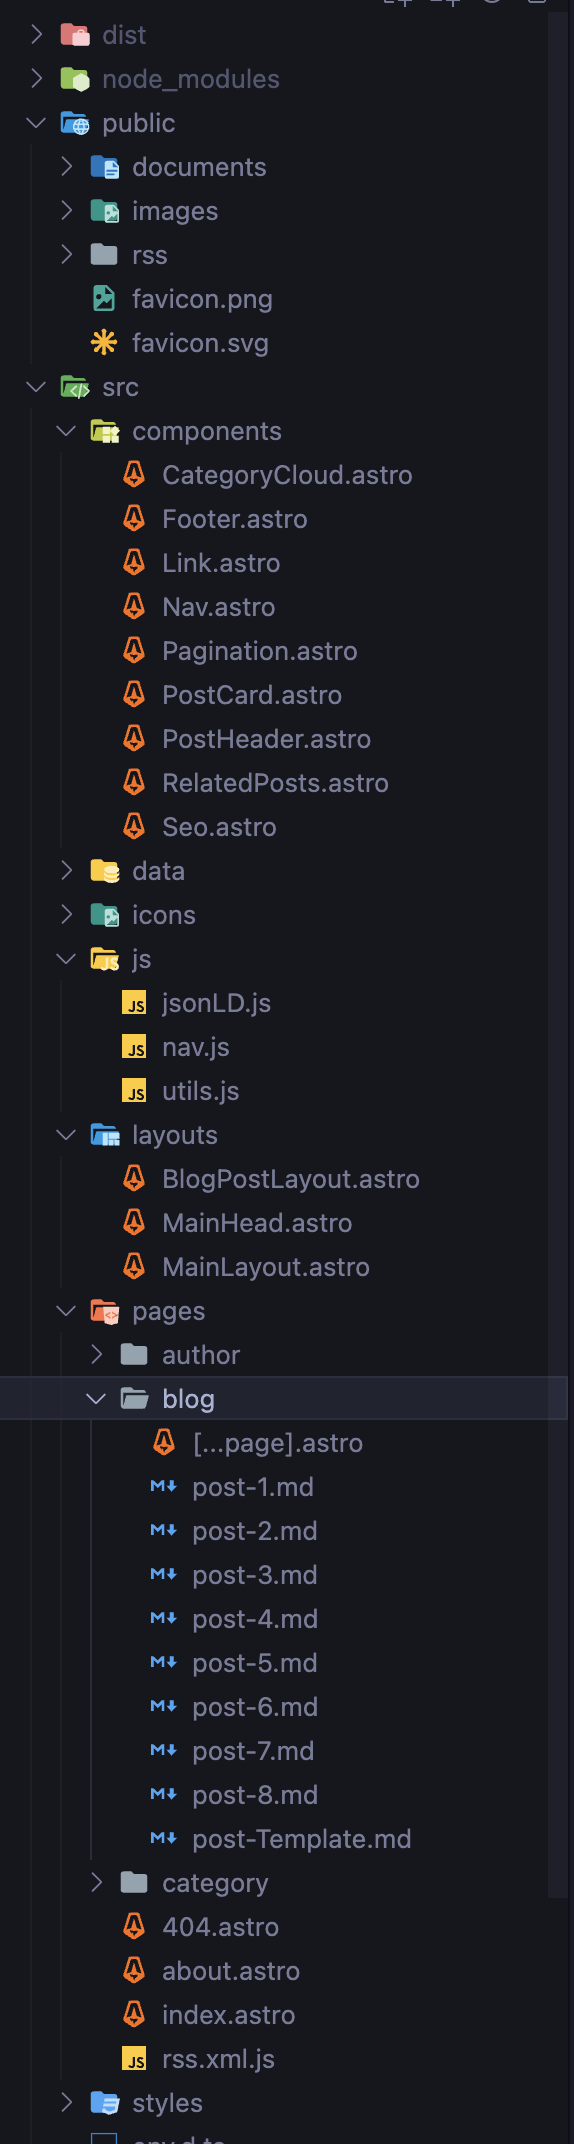 dist
node_modules
public
documents
images
rss
favicon.png
favicon.svg
src
components
CategoryCloud.astro
Footer.astro
Link.astro
Nav.astro
Pagination.astro
PostCard.astro
PostHeader.astro
RelatedPosts.astro
Seo.astro
data
icons
js
JS jsonLD.js
JS nav.js
JS utils.js
layouts
BlogPostLayout.astro
MainHead.astro
MainLayout.astro
pages
author
blog
[...page].astro
post-1.md
post-2.md
post-3.md
post-4.md
post-5.md
post-6.md
post-7.md
post-8.md
post-Template.md
category
404.astro
about.astro
index.astro
JS rss.xml.js
styles